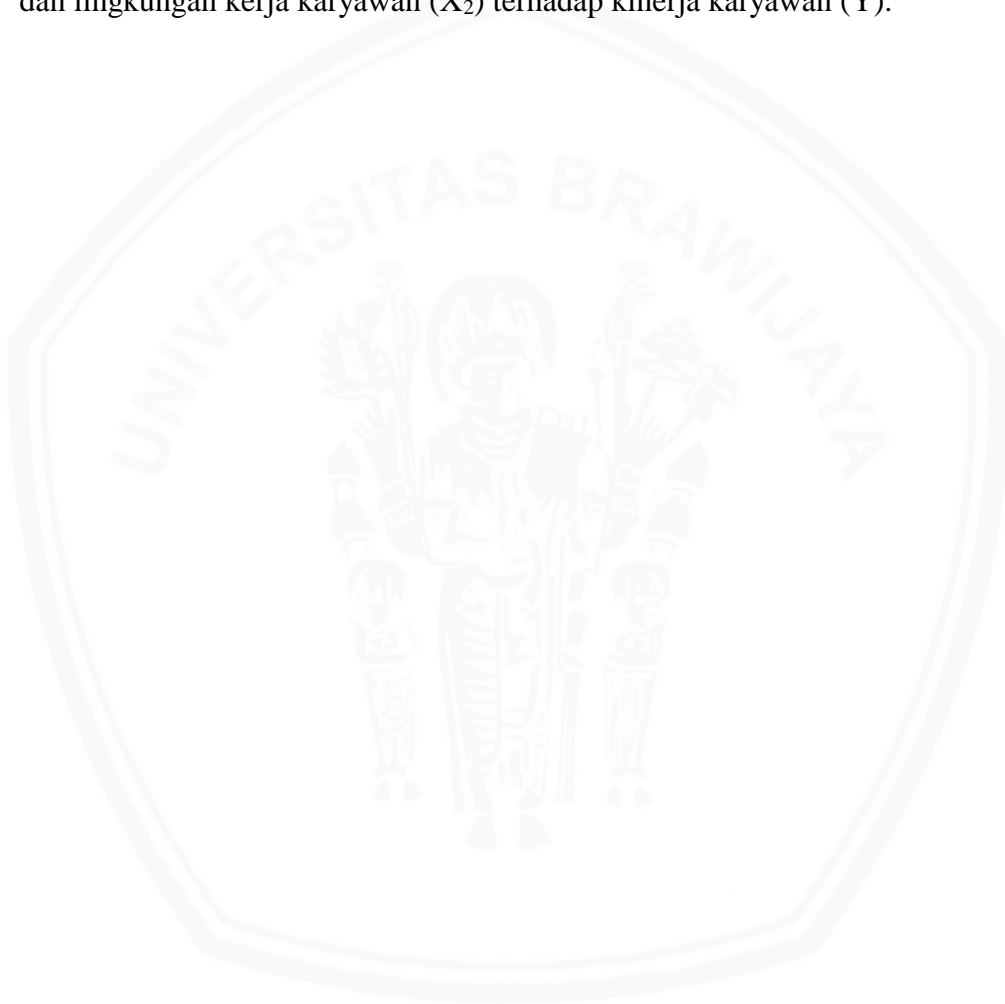 dan lingkungan kerja karyawan (X₂) terhadap kinerja karyawan (Y).
UNIVERSITAS BRAWIJAYA